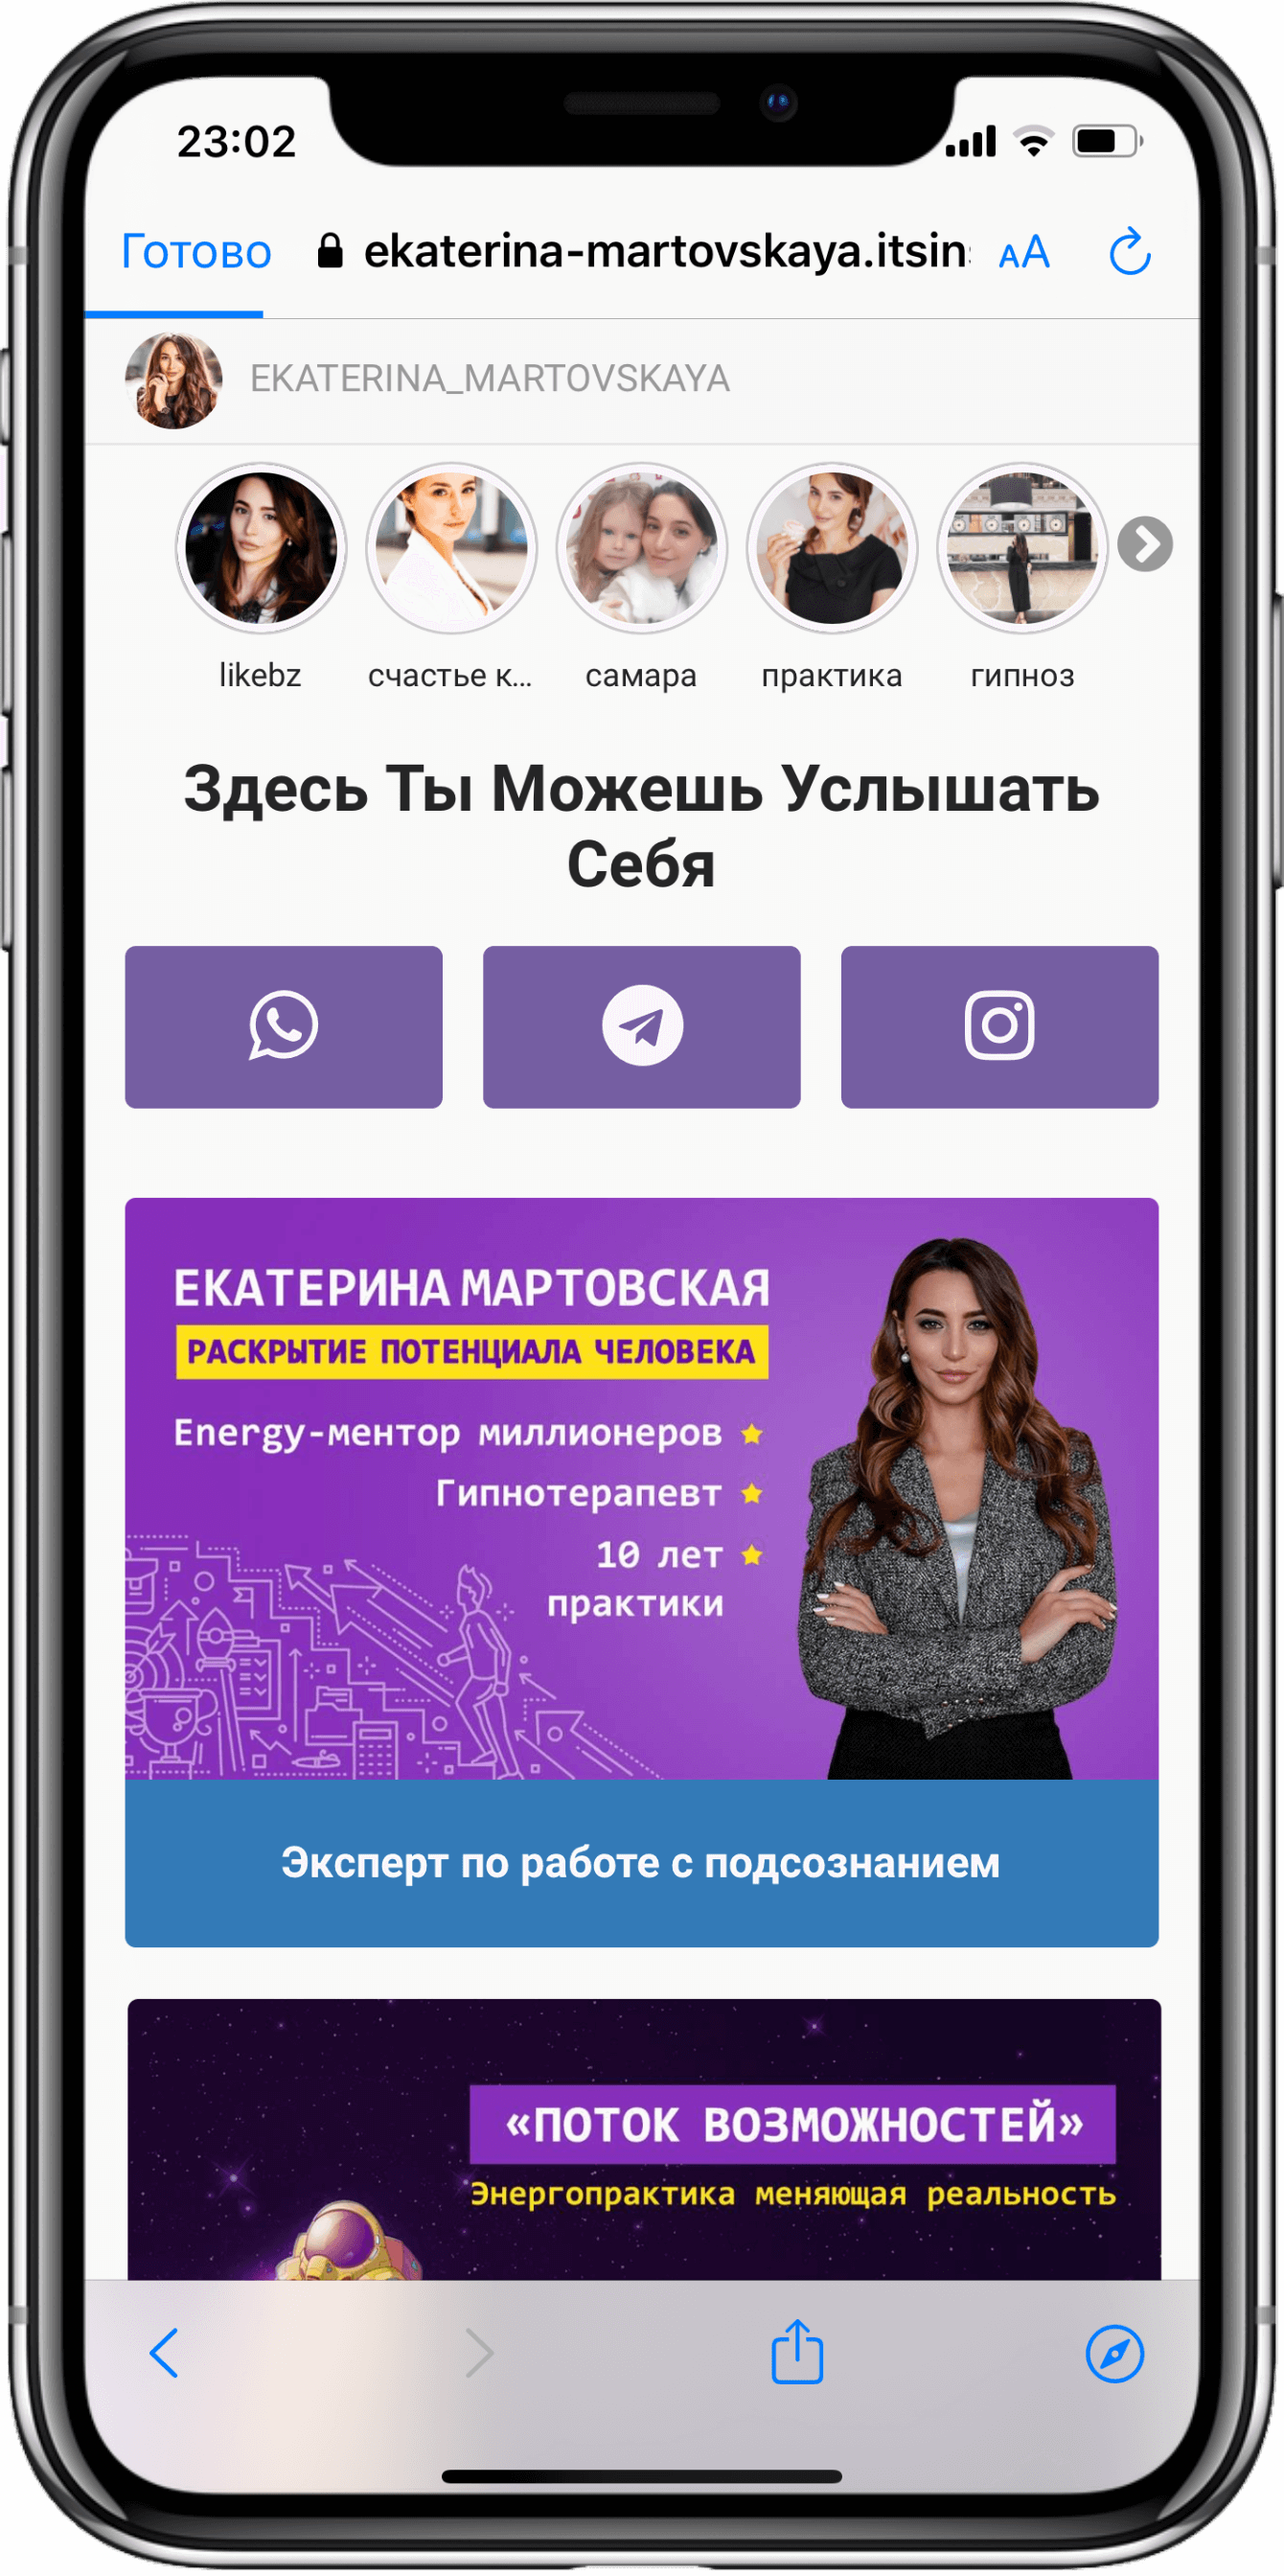 23:02
Готово ekaterina-martovskaya.itsin AA
EKATERINA_MARTOVSKAYA
likebz счастье к... самара практика гипноз
Здесь Ты Можешь Услышать
Себя
ЕКАТЕРИНА МАРТОВСКАЯ
РАСКРЫТИЕ ПОТЕНЦИАЛА ЧЕЛОВЕКА
Energy-ментор миллионеров
Гипнотерапевт
10 лет
практики
Эксперт по работе с подсознанием
«ПОТОК ВОЗМОЖНОСТЕЙ»
Энергопрактика меняющая реальность